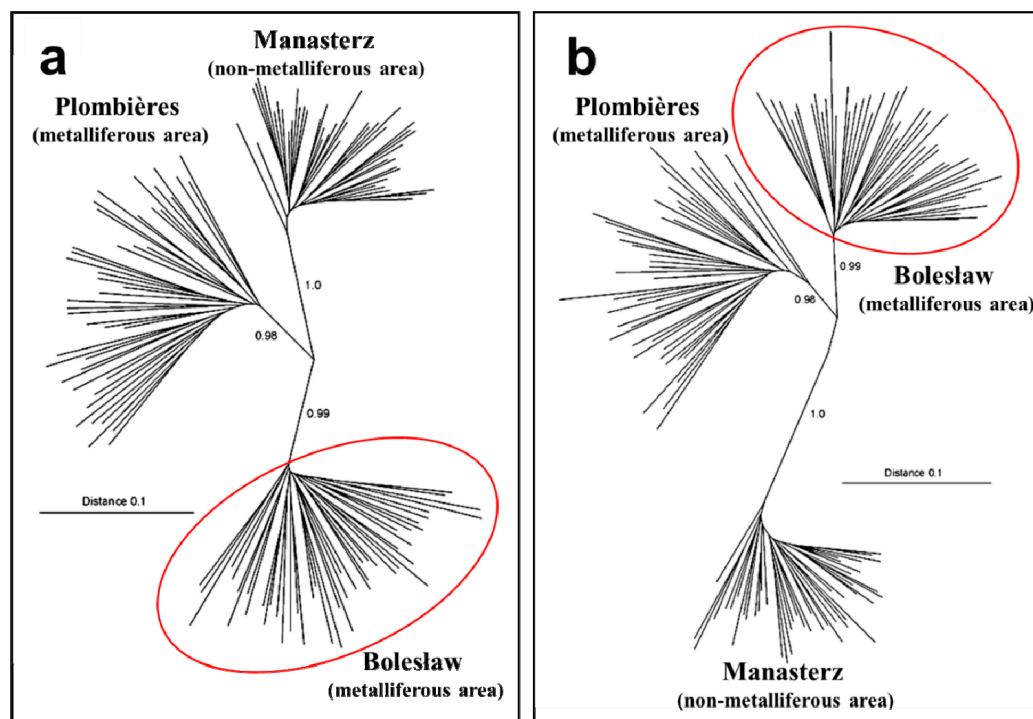 a
Manasterz
(non-metalliferous area)
Plombières
(metalliferous area)
1.0
0.98
0.99
Distance 0.1
Bolesław
(metalliferous area)
b
Plombières
(metalliferous area)
0.99
Bolesław
(metalliferous area)
0.98
1.0
Distance 0.1
Manasterz
(non-metalliferous area)